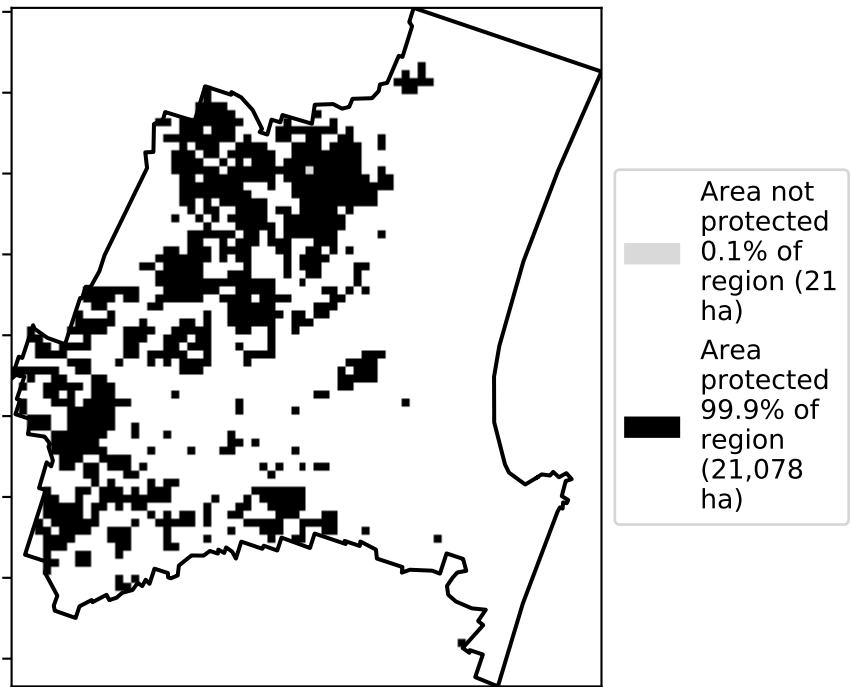 Area not
protected
0.1% of
region (21
ha)
Area
protected
99.9% of
region
(21,078
ha)